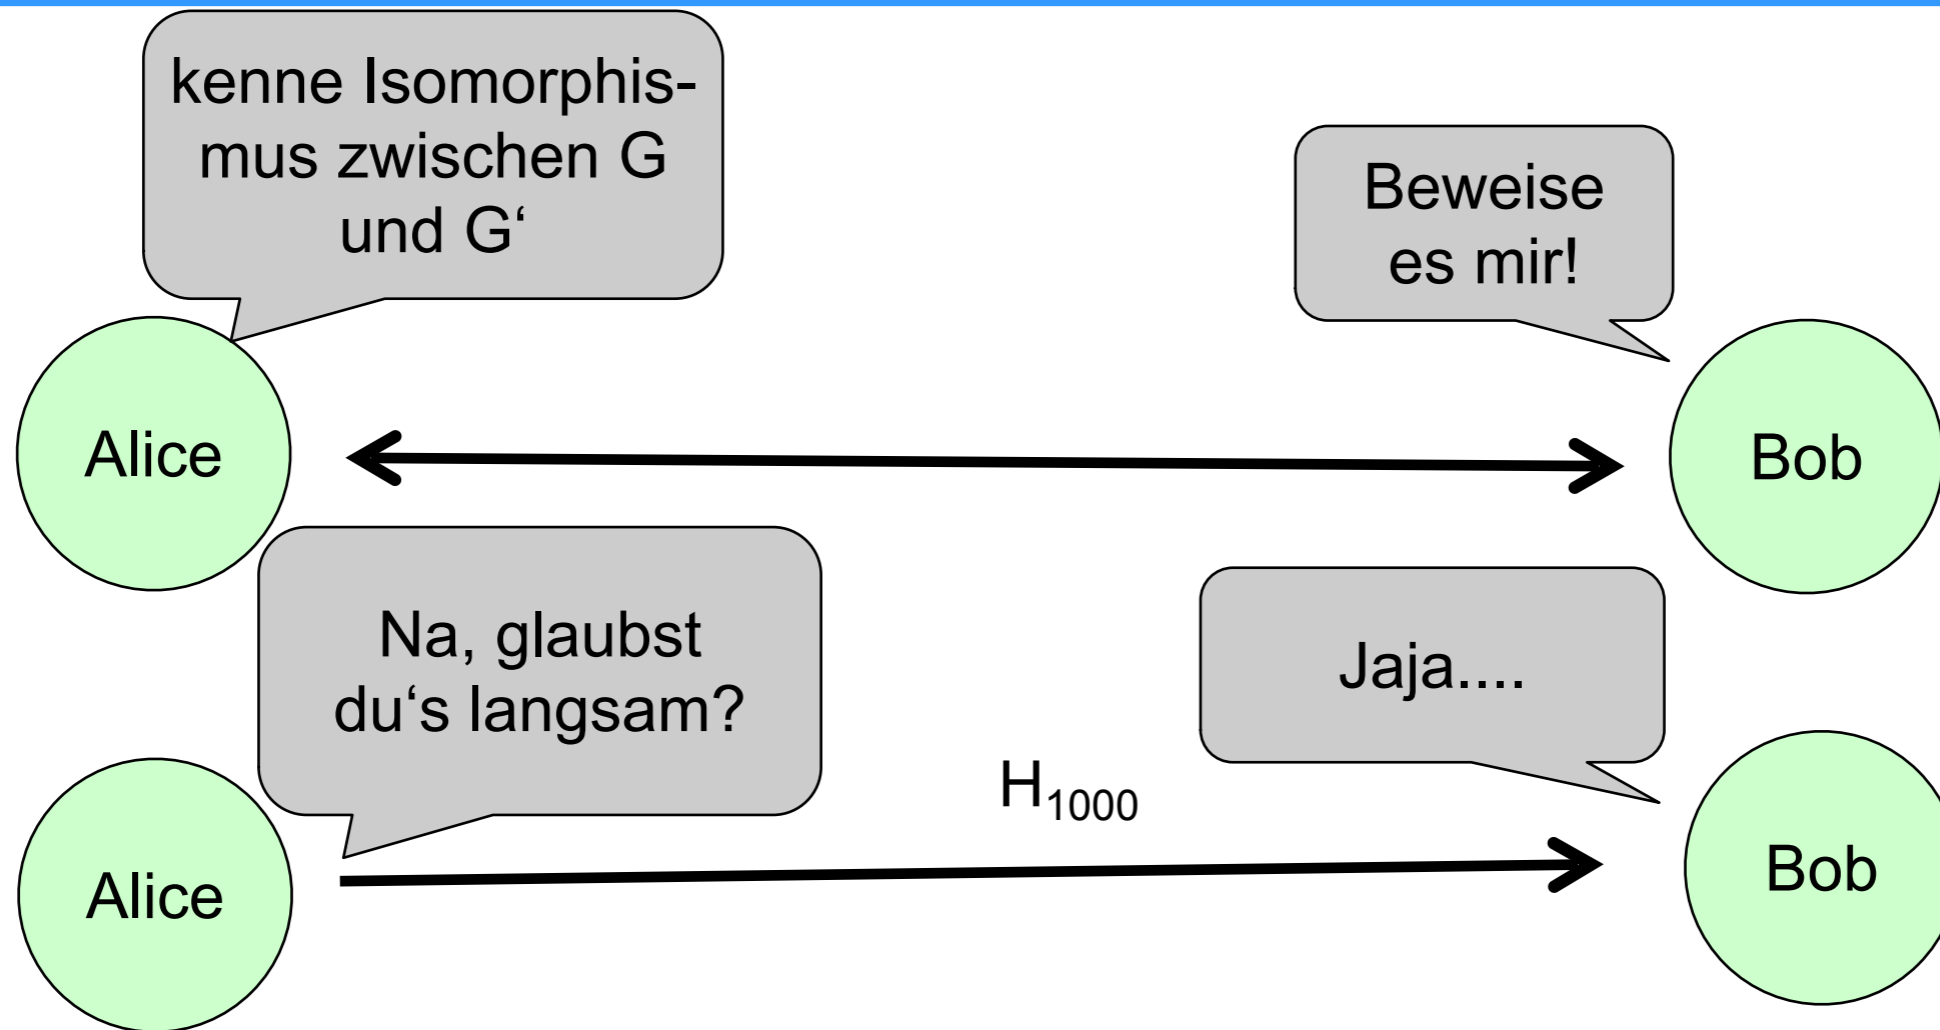 kenne Isomorphis-
mus zwischen G
und G‘
Beweise
es mir!
Alice
Bob
Na, glaubst
du‘s langsam?
Jaja....
H₁₀₀₀
Alice
Bob